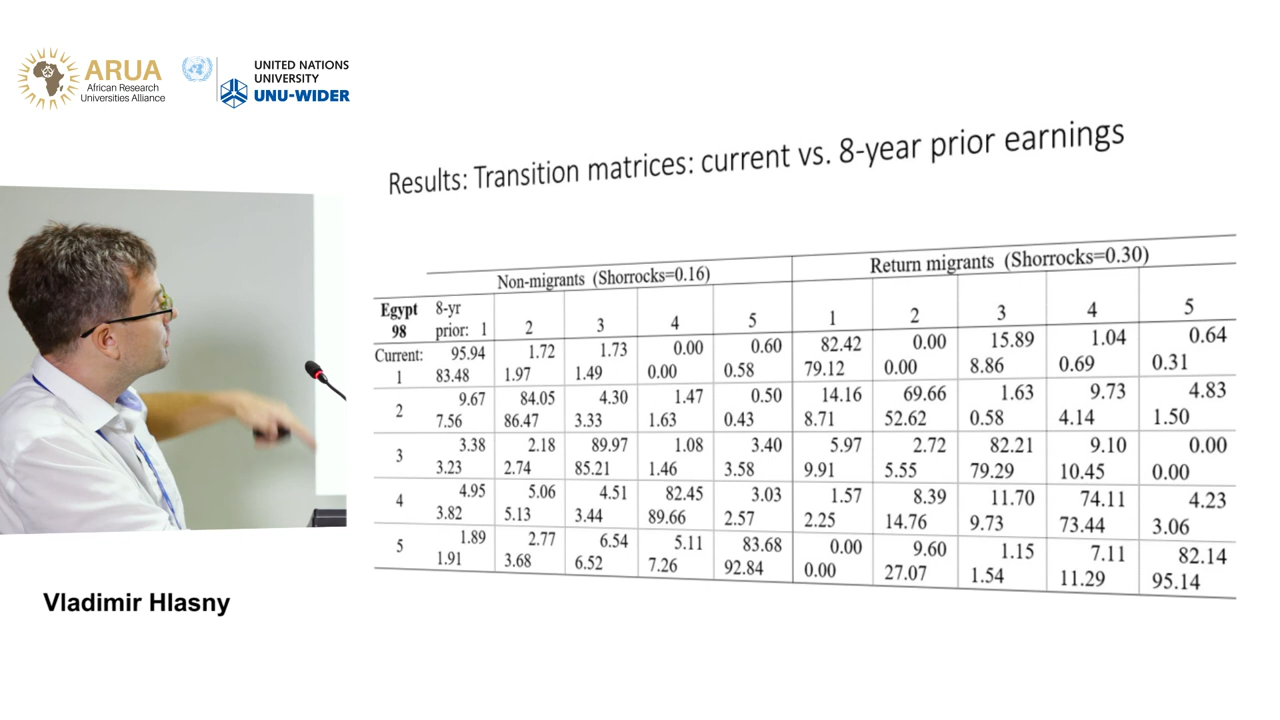 ARUA
African Research
Universities Alliance
UNITED NATIONS
UNIVERSITY
UNU-WIDER
Results: Transition matrices: current vs. 8-year prior earnings
Non-migrants (Shorrocks=0.16) Return migrants (Shorrocks=0.30)
Egypt 98 8-yr prior: 1 2 3 4 5 1 2 3 4 5
Current: 95.94 1.72 1.73 0.00 0.60 82.42 0.00 15.89 1.04 0.64
1 83.48 1.97 1.49 0.00 0.58 79.12 0.00 8.86 0.69 0.31
2 9.67 84.05 4.30 1.47 0.50 14.16 69.66 1.63 9.73 4.83
7.56 86.47 3.33 1.63 0.43 8.71 52.62 0.58 4.14 1.50
3 3.38 2.18 89.97 1.08 3.40 5.97 2.72 82.21 9.10 0.00
3.23 2.74 85.21 1.46 3.58 9.91 5.55 79.29 10.45 0.00
4 4.95 5.06 4.51 82.45 3.03 1.57 8.39 11.70 74.11 4.23
3.82 5.13 3.44 89.66 2.57 2.25 14.76 9.73 73.44 3.06
5 1.89 2.77 6.54 5.11 83.68 0.00 9.60 1.15 7.11 82.14
1.91 3.68 6.52 7.26 92.84 0.00 27.07 1.54 11.29 95.14
Vladimir Hlasny